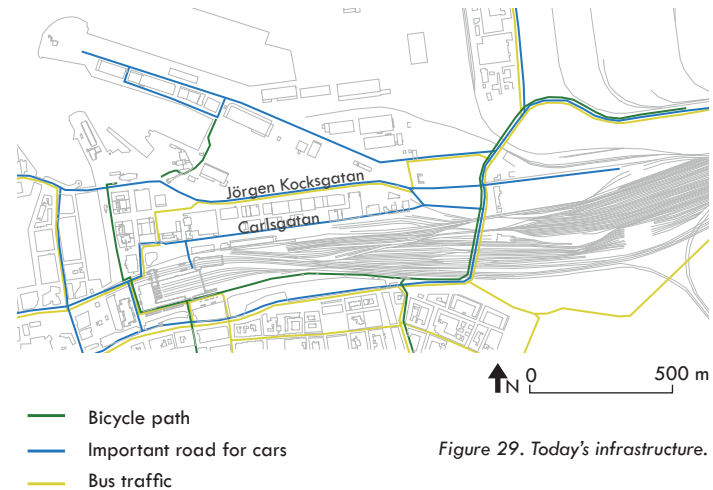 Jörgen Kocksgatan
Carlsgatan
N 0 500 m
Bicycle path
Important road for cars
Figure 29. Today's infrastructure.
Bus traffic